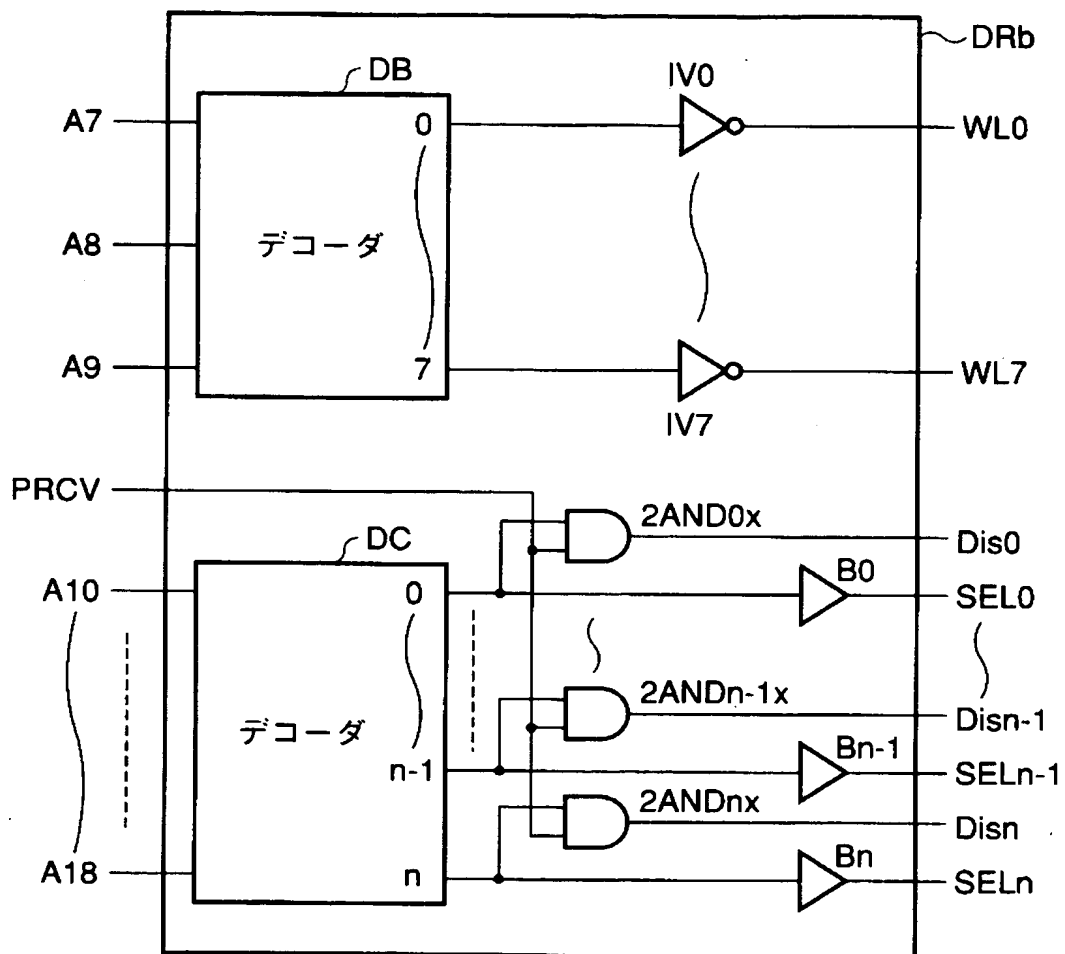 DRb
DB
IV0
A7
0
WL0
A8
デコーダ
A9
7
WL7
IV7
PRCV
2AND0x
Dis0
DC
A10
0
B0
SEL0
2ANDn-1x
Disn-1
デコーダ
n-1
Bn-1
SELn-1
2ANDnx
Disn
A18
n
Bn
SELn